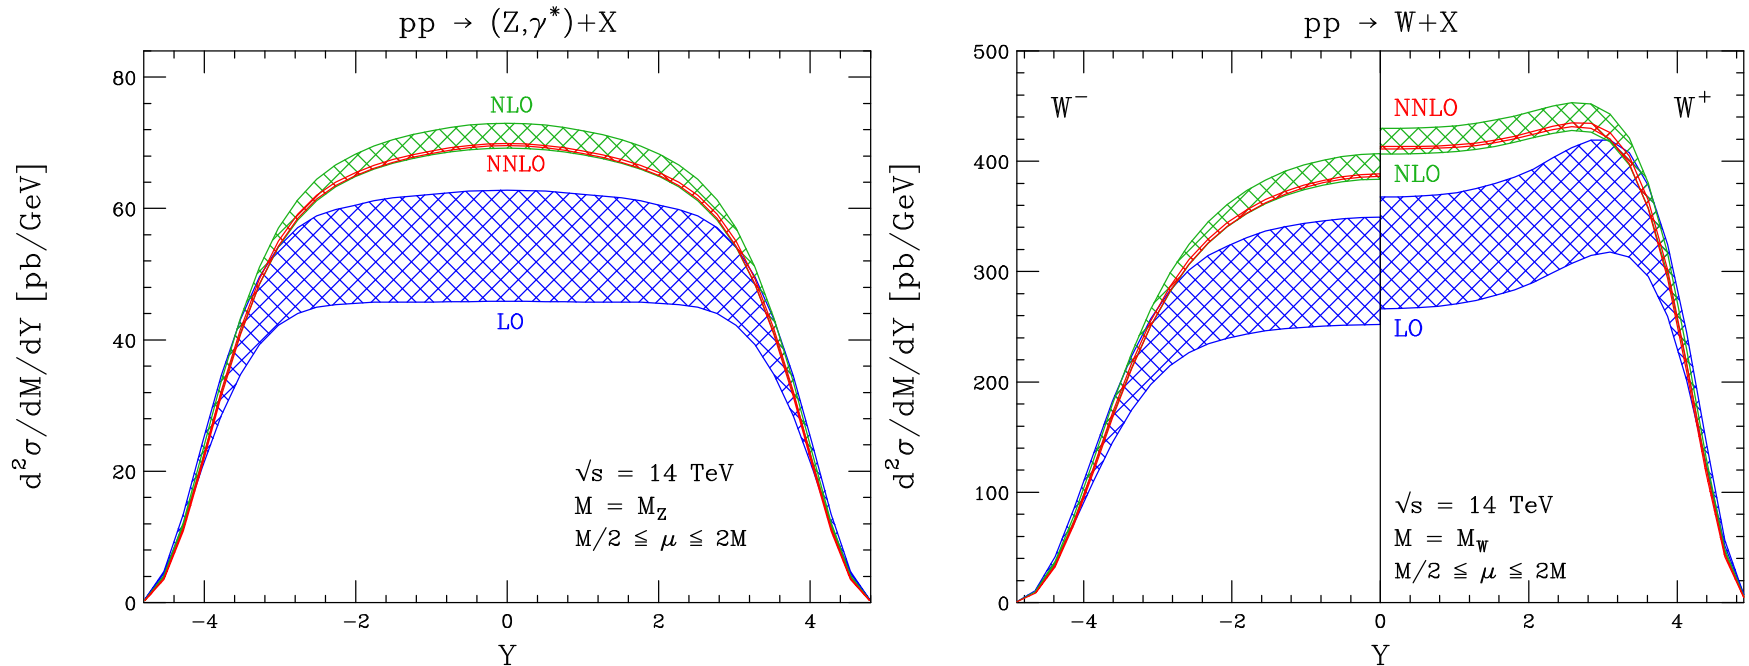 pp → (Z,γ*)+X
d²σ/dM/dY [pb/GeV]
80
60
40
20
0
NLO
NNLO
LO
√s = 14 TeV
M = M_Z
M/2 ≦ μ ≦ 2M
−4 −2 0 2 4
Y
pp → W+X
d²σ/dM/dY [pb/GeV]
500
400
300
200
100
0
W⁻
W⁺
NNLO
NLO
LO
√s = 14 TeV
M = M_W
M/2 ≦ μ ≦ 2M
−4 −2 0 2 4
Y